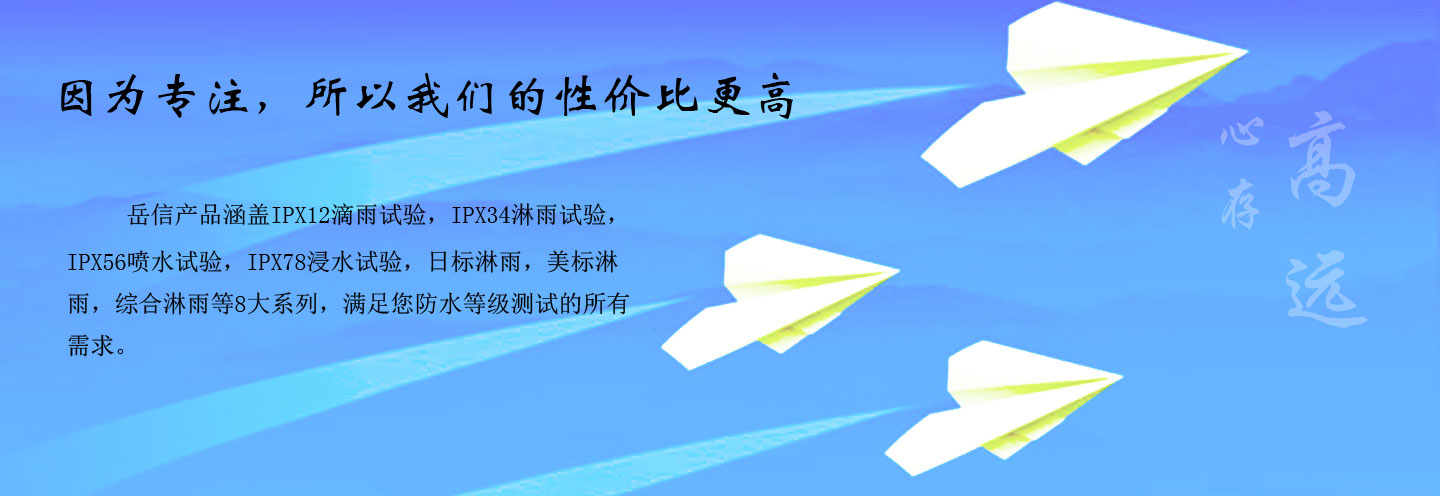 因为专注，所以我们的性价比更高
岳信产品涵盖IPX12滴雨试验，IPX34淋雨试验，
IPX56喷水试验，IPX78浸水试验，日标淋雨，美标淋
雨，综合淋雨等8大系列，满足您防水等级测试的所有
需求。
心存
高远